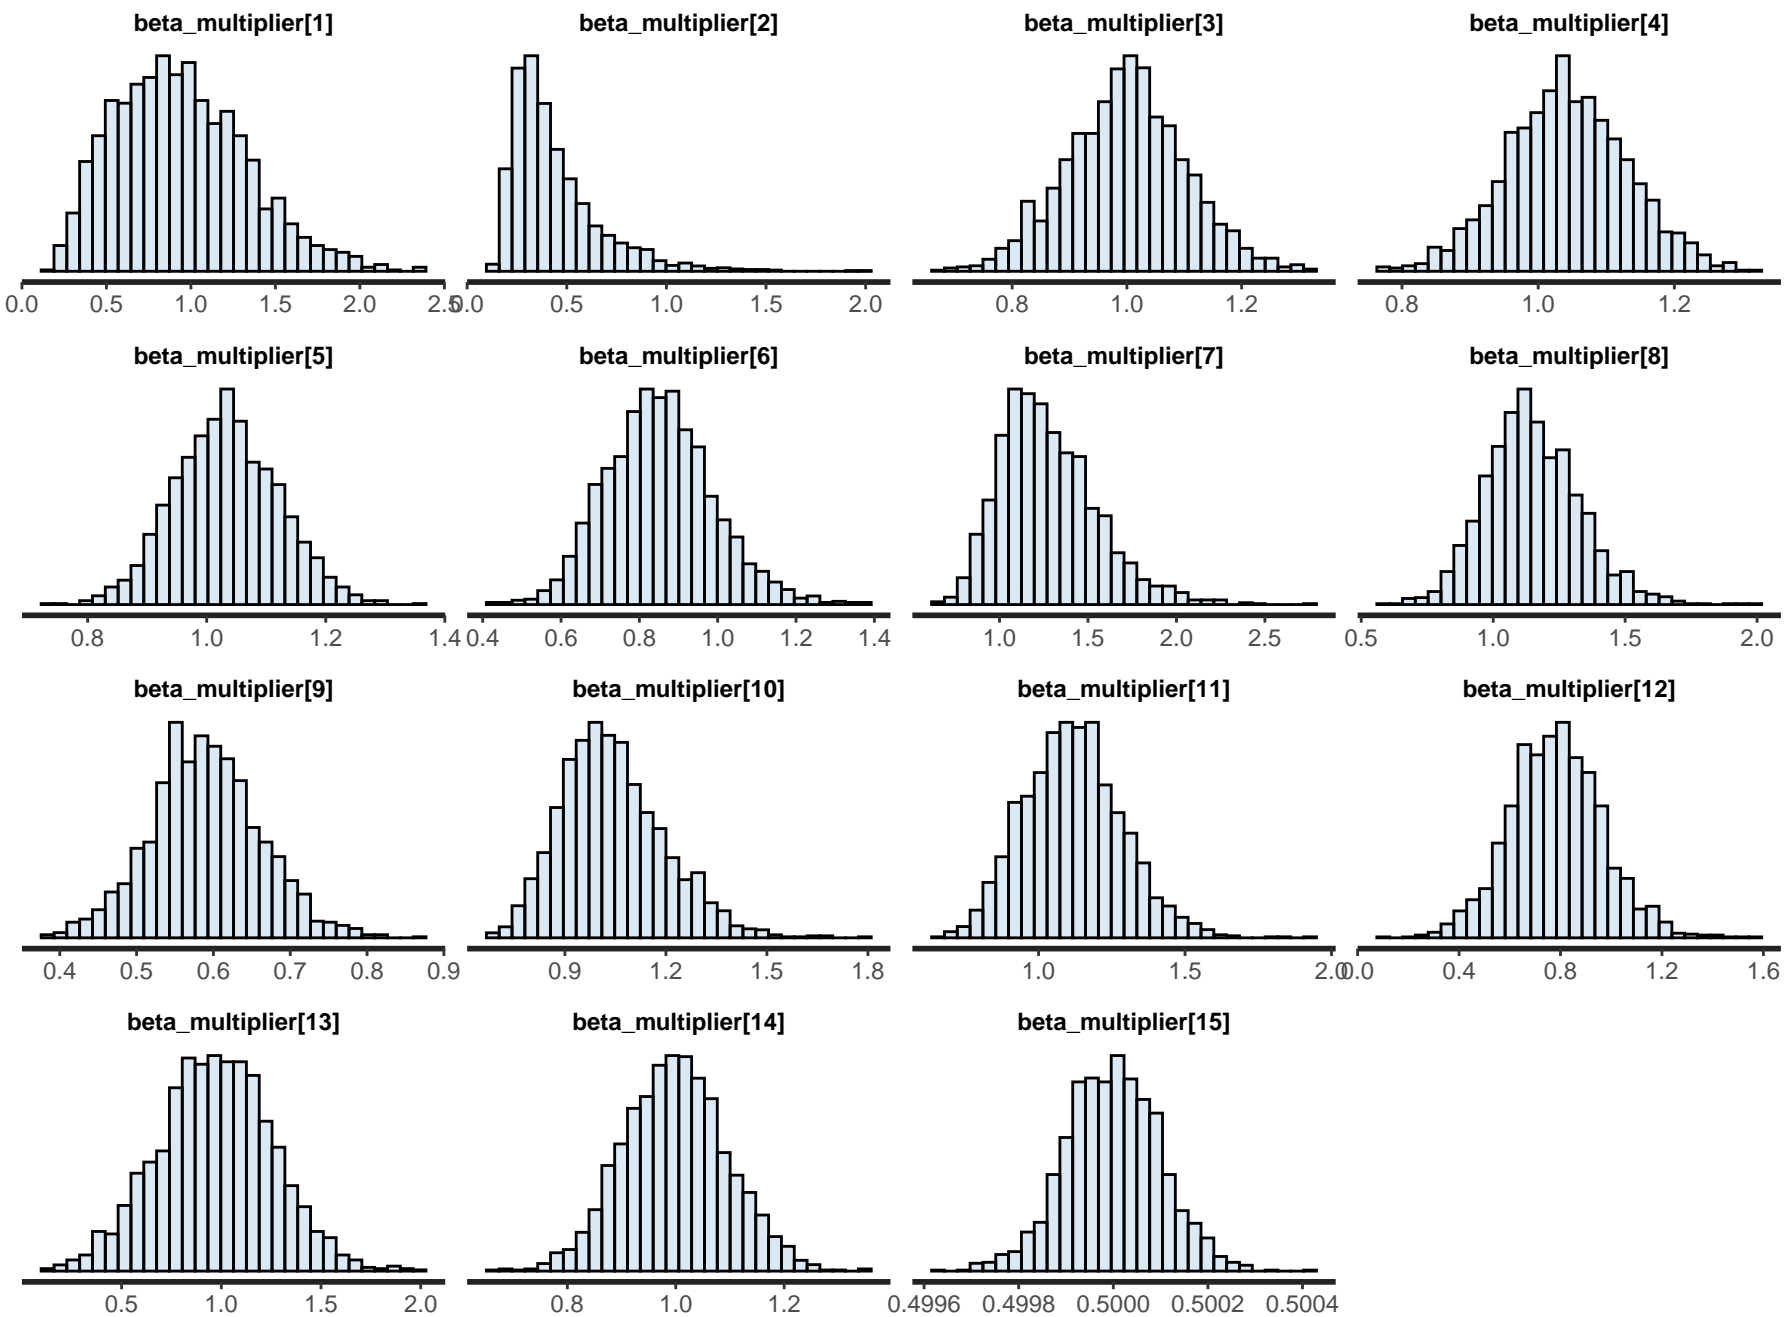 beta_multiplier[1] beta_multiplier[2] beta_multiplier[3] beta_multiplier[4]
0.0 0.5 1.0 1.5 2.0 2.5 0.0 0.5 1.0 1.5 2.0 0.8 1.0 1.2 0.8 1.0 1.2
beta_multiplier[5] beta_multiplier[6] beta_multiplier[7] beta_multiplier[8]
0.8 1.0 1.2 1.4 0.4 0.6 0.8 1.0 1.2 1.4 1.0 1.5 2.0 2.5 0.5 1.0 1.5 2.0
beta_multiplier[9] beta_multiplier[10] beta_multiplier[11] beta_multiplier[12]
0.4 0.5 0.6 0.7 0.8 0.9 0.9 1.2 1.5 1.8 1.0 1.5 2.0 0.0 0.4 0.8 1.2 1.6
beta_multiplier[13] beta_multiplier[14] beta_multiplier[15]
0.5 1.0 1.5 2.0 0.8 1.0 1.2 0.4996 0.4998 0.5000 0.5002 0.5004